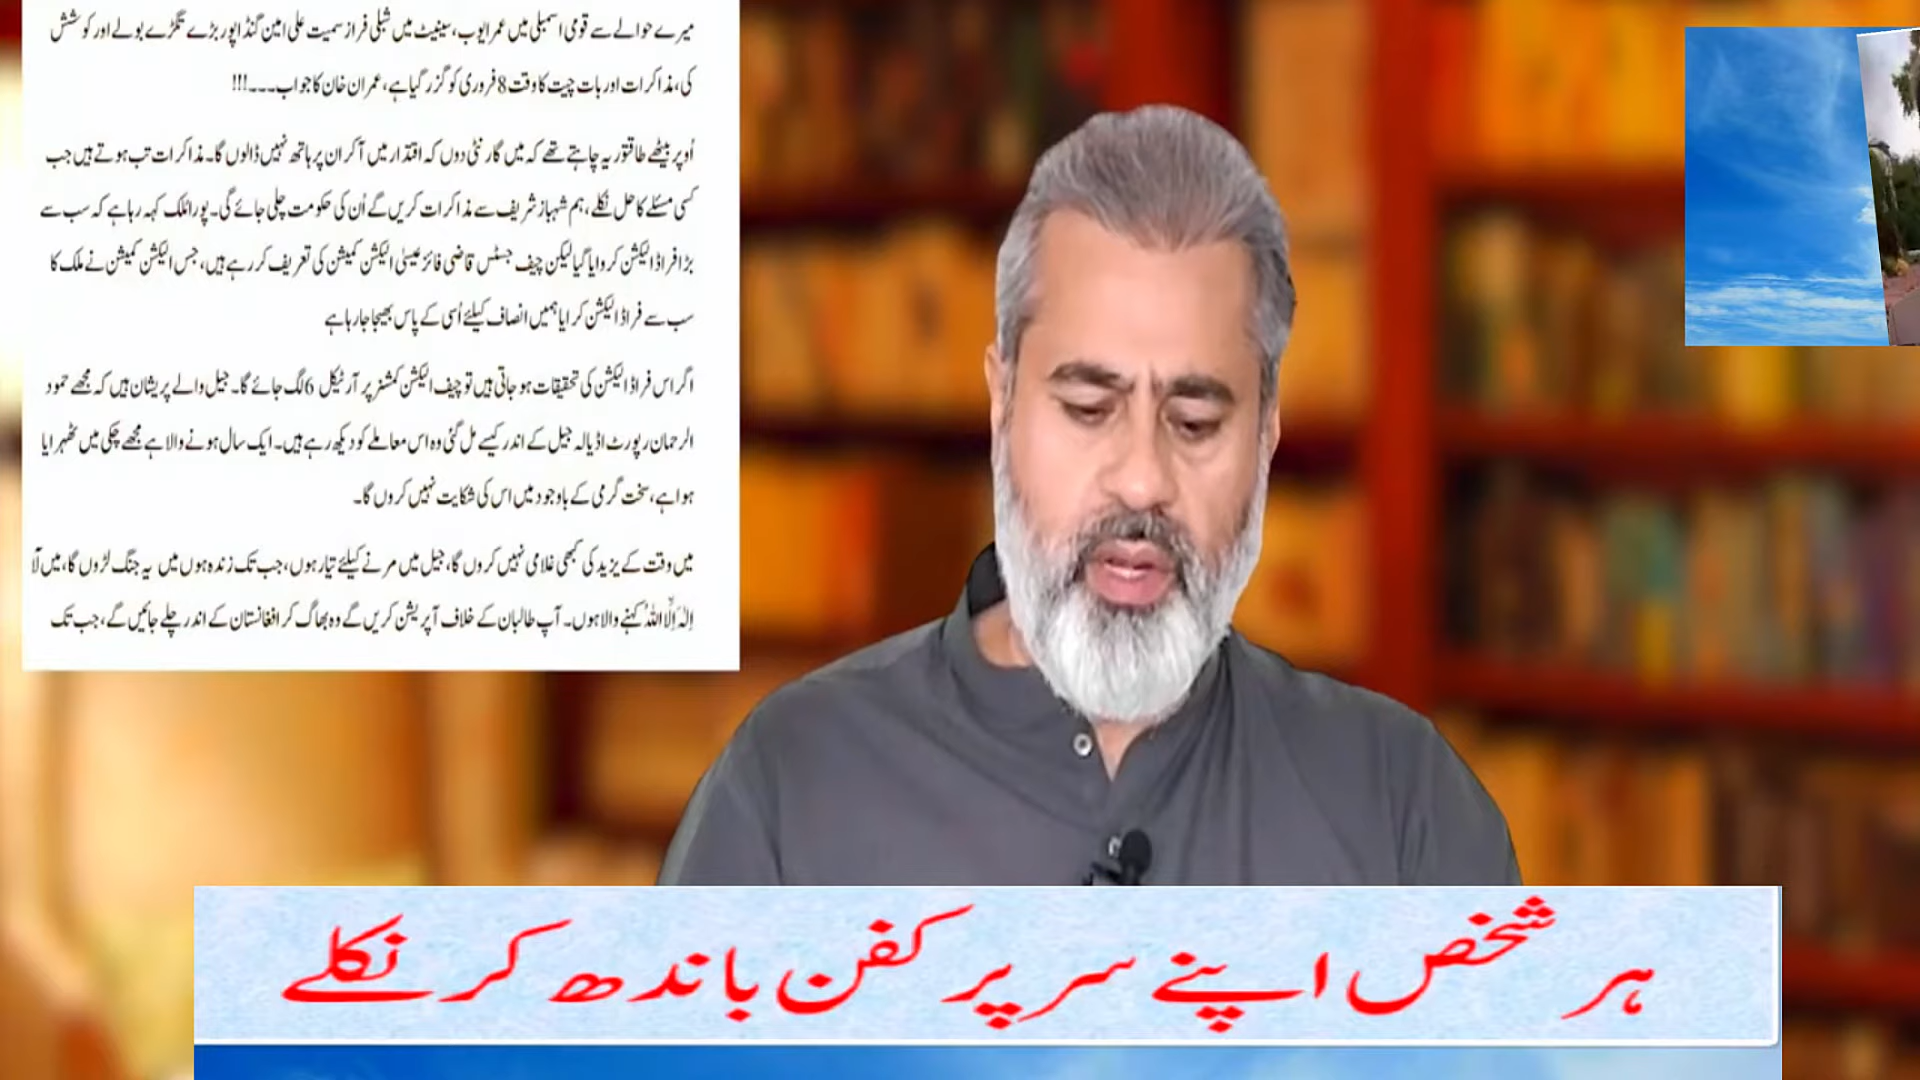 میرے حوالے سے قومی اسمبلی میں عمر ایوب، سینیٹ میں شبلی فراز سمیت علی امین گنڈا پور بڑے تگڑے بولے اور کوشش
کی، مذاکرات اور بات چیت کا وقت 8 فروری کو گزر گیا ہے، عمران خان کا جواب۔۔۔!!!
اُوپر بیٹھے طاقتور یہ چاہتے تھے کہ میں گارنٹی دوں کہ اقتدار میں آکر ان پر ہاتھ نہیں ڈالوں گا۔ مذاکرات تب ہوتے ہیں جب
کسی مسئلے کا حل نکلے، ہم شہباز شریف سے مذاکرات کریں گے اُن کی حکومت چلی جائے گی۔ پورا ملک کہہ رہا ہے کہ سب سے
بڑا فراڈ الیکشن کروایا گیا لیکن چیف جسٹس قاضی فائز عیسیٰ الیکشن کمیشن کی تعریف کر رہے ہیں، جس الیکشن کمیشن نے ملک کا
سب سے فراڈ الیکشن کرایا ہمیں انصاف کیلئے اُسی کے پاس بھیجا جا رہا ہے
اگر اس فراڈ الیکشن کی تحقیقات ہو جاتی ہیں تو چیف الیکشن کمشنر پر آرٹیکل 6 لگ جائے گا۔ جیل والے پریشان ہیں کہ مجھے حمود
الرحمان رپورٹ اڈیالہ جیل کے اندر کیسے مل گئی وہ اس معاملے کو دیکھ رہے ہیں۔ ایک سال ہونے والا ہے مجھے چکی میں ٹھہرایا
ہوا ہے، سخت گرمی کے باوجود میں اس کی شکایت نہیں کروں گا۔
میں وقت کے یزید کی کبھی غلامی نہیں کروں گا، جیل میں مرنے کیلئے تیار ہوں، جب تک زندہ ہوں میں یہ جنگ لڑوں گا، میں لَا
اِلٰہَ اِلَّا اللہُ کہنے والا ہوں۔ آپ طالبان کے خلاف آپریشن کریں گے وہ بھاگ کر افغانستان کے اندر چلے جائیں گے، جب تک
ہر شخص اپنے سر پر کفن باندھ کر نکلے